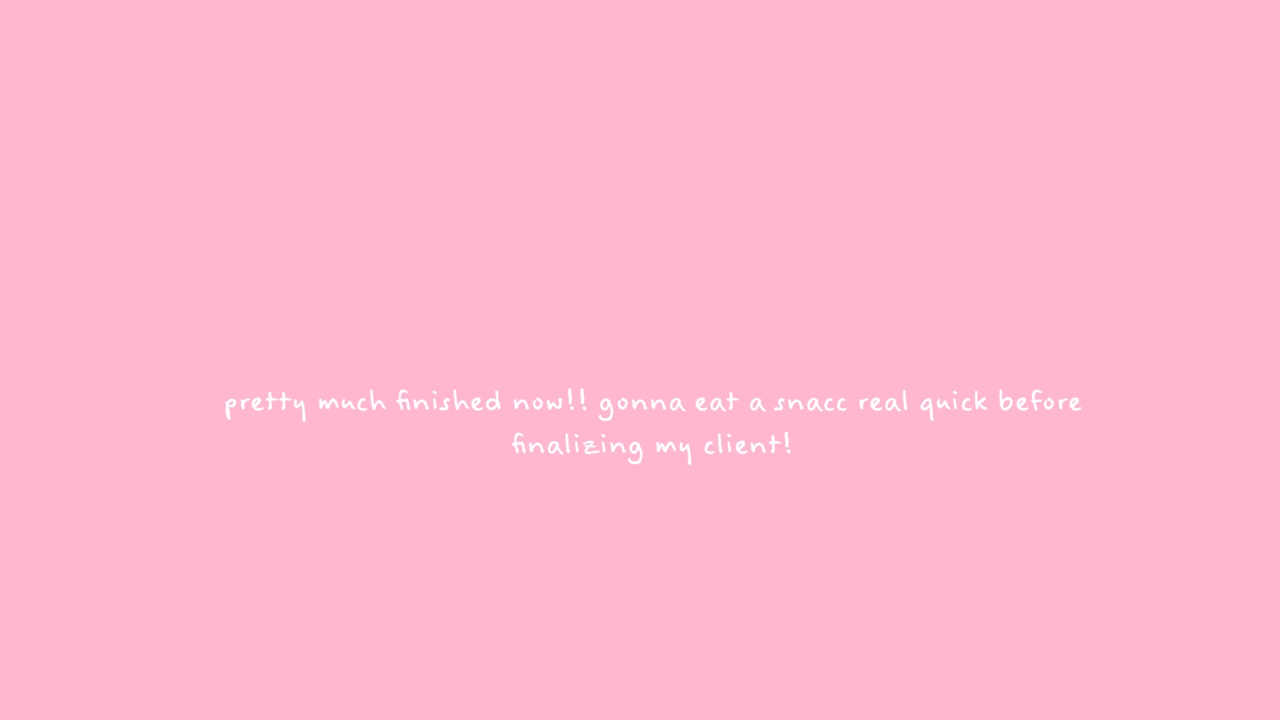 pretty much finished now!! gonna eat a snacc real quick before
finalizing my client!